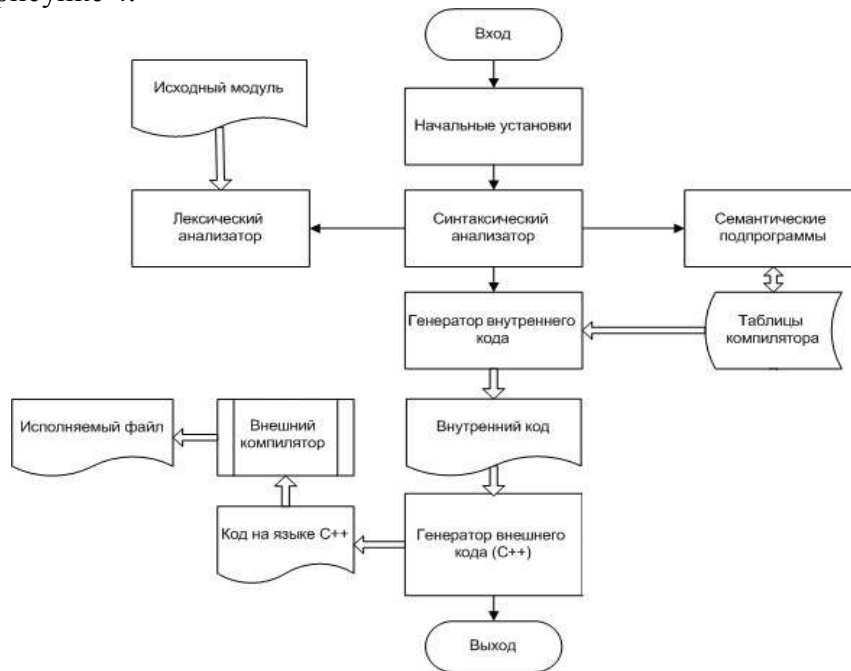 Вход
Исходный модуль
Начальные установки
Лексический
анализатор
Синтаксический
анализатор
Семантические
подпрограммы
Генератор внутреннего
кода
Таблицы
компилятора
Исполняемый файл
Внешний
компилятор
Внутренний код
Код на языке С++
Генератор внешнего
кода (С++)
Выход